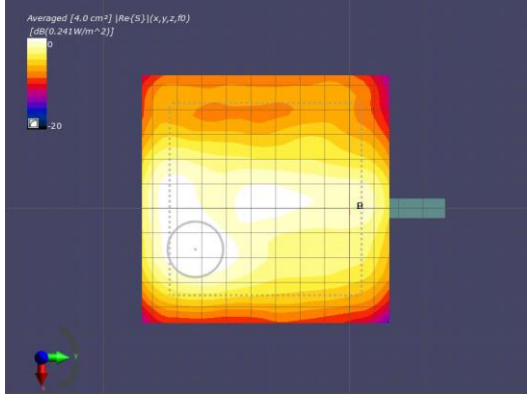 Averaged [4.0 cm²] |Re{S}|(x,y,z,f0)
[dB(0.241W/m^2)]
0
-20
Y